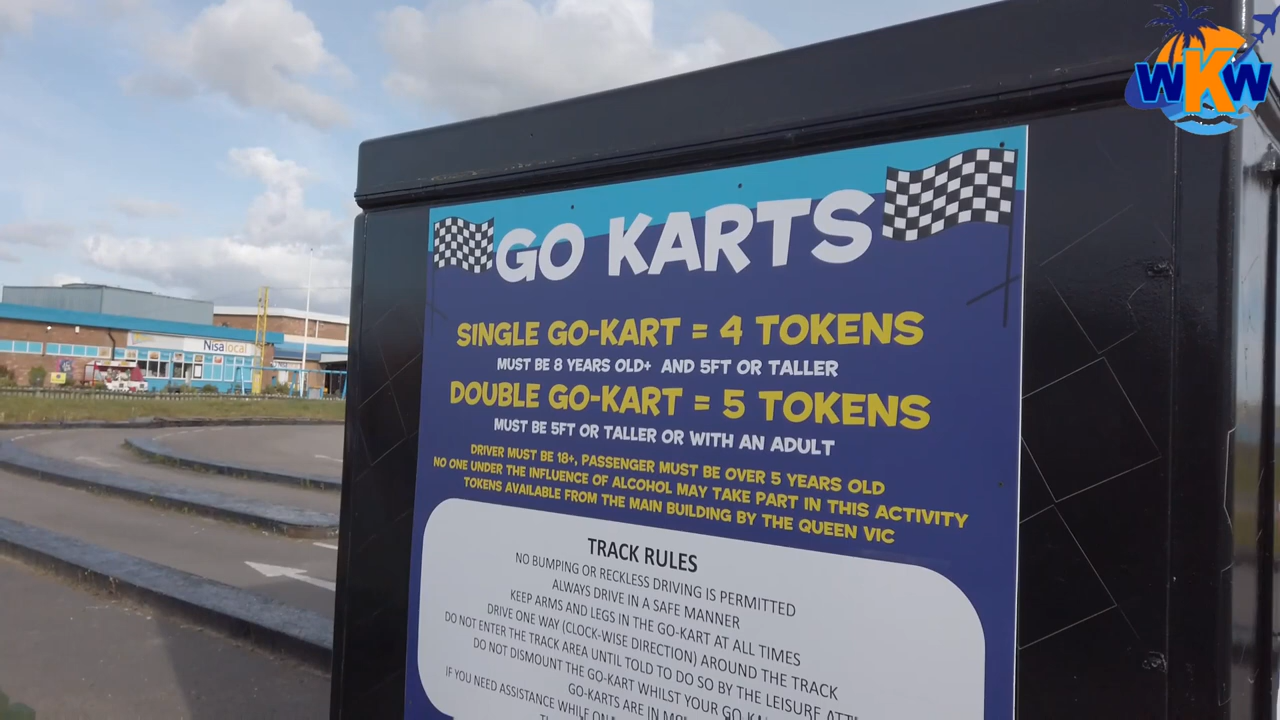 WKW
GO KARTS
SINGLE GO-KART = 4 TOKENS
MUST BE 8 YEARS OLD+ AND 5FT OR TALLER
DOUBLE GO-KART = 5 TOKENS
MUST BE 5FT OR TALLER OR WITH AN ADULT
DRIVER MUST BE 18+, PASSENGER MUST BE OVER 5 YEARS OLD
NO ONE UNDER THE INFLUENCE OF ALCOHOL MAY TAKE PART IN THIS ACTIVITY
TOKENS AVAILABLE FROM THE MAIN BUILDING BY THE QUEEN VIC
TRACK RULES
NO BUMPING OR RECKLESS DRIVING IS PERMITTED
ALWAYS DRIVE IN A SAFE MANNER
KEEP ARMS AND LEGS IN THE GO-KART AT ALL TIMES
DRIVE ONE WAY (CLOCK-WISE DIRECTION) AROUND THE TRACK
DO NOT ENTER THE TRACK AREA UNTIL TOLD TO DO SO BY THE LEISURE
DO NOT DISMOUNT THE GO-KART WHILST YOUR
GO-KARTS ARE IN
IF YOU NEED ASSISTANCE WHILE ON
Nisa local